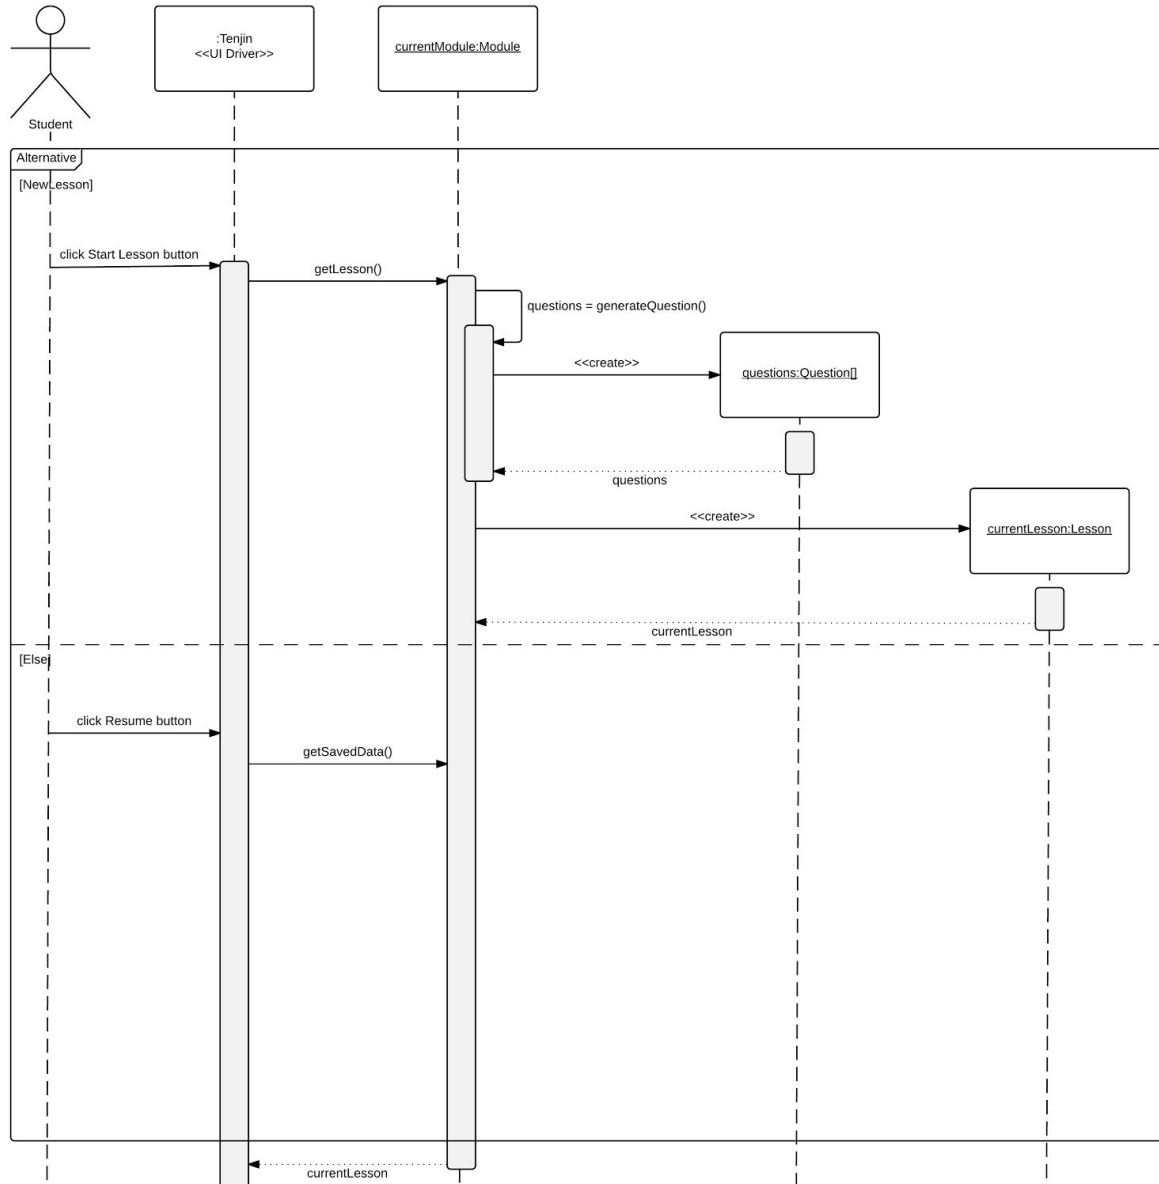 :Tenjin
<<UI Driver>>
currentModule:Module
Student
Alternative
[NewLesson]
click Start Lesson button
getLesson()
questions = generateQuestion()
<<create>>
questions:Question[]
questions
<<create>>
currentLesson:Lesson
currentLesson
[Else]
click Resume button
getSavedData()
currentLesson